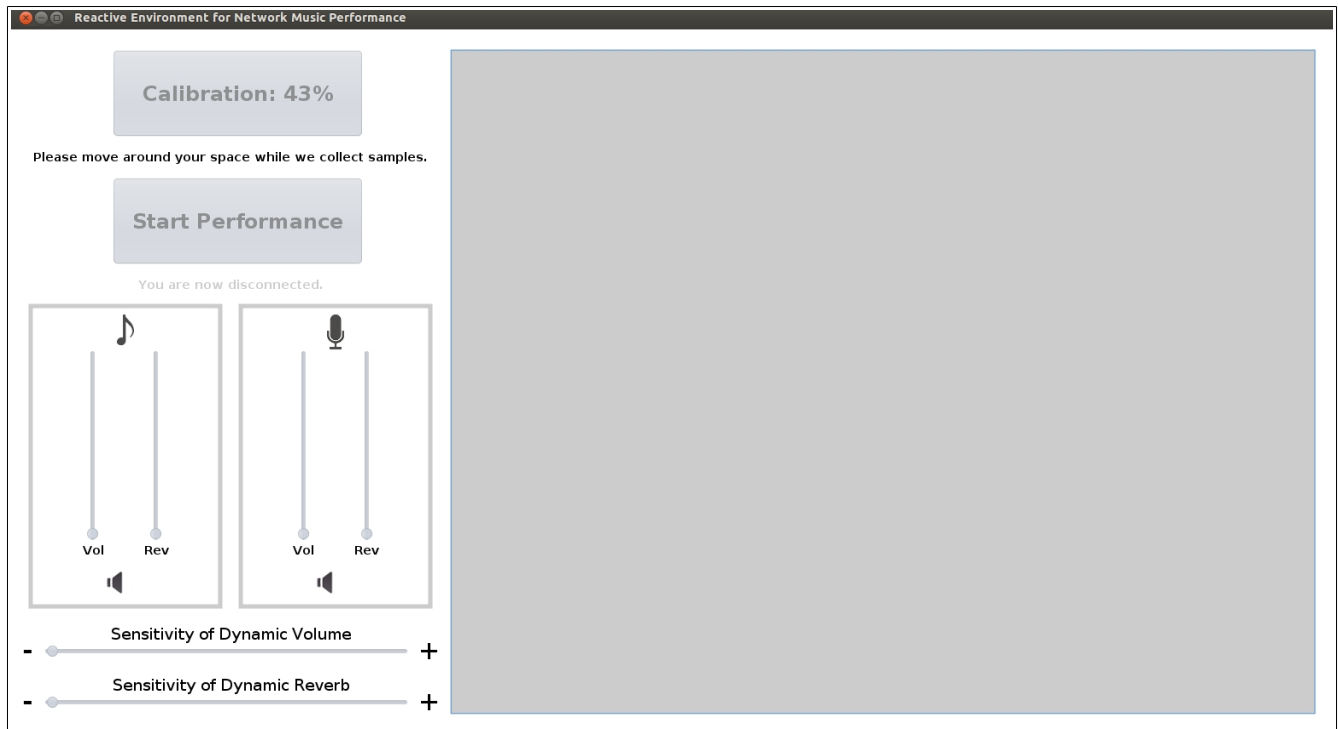 Reactive Environment for Network Music Performance
Calibration: 43%
Please move around your space while we collect samples.
Start Performance
You are now disconnected.
Vol Rev
Vol Rev
Sensitivity of Dynamic Volume
- +
Sensitivity of Dynamic Reverb
- +